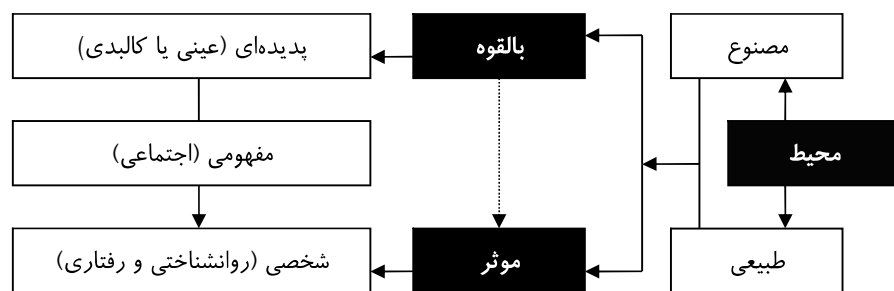 مصنوع
بالقوه
پدیده‌ای (عینی یا کالبدی)
محیط
مفهومی (اجتماعی)
طبیعی
موثر
شخصی (روانشناختی و رفتاری)